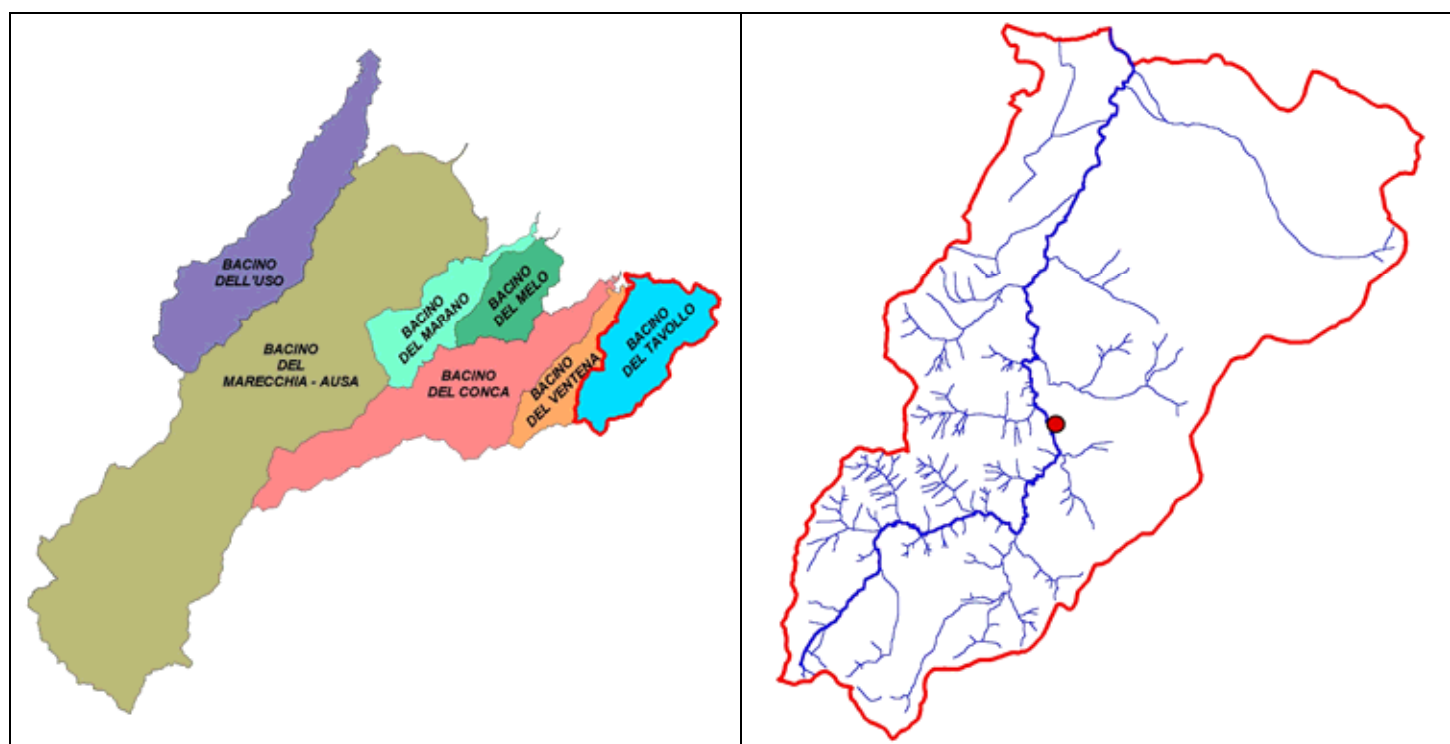 BACINO
DELL'USO
BACINO
DEL
MARECCHIA - AUSA
BACINO
DEL MARANO
BACINO
DEL MELO
BACINO
DEL CONCA
BACINO
DEL VENTENA
BACINO
DEL TAVOLLO